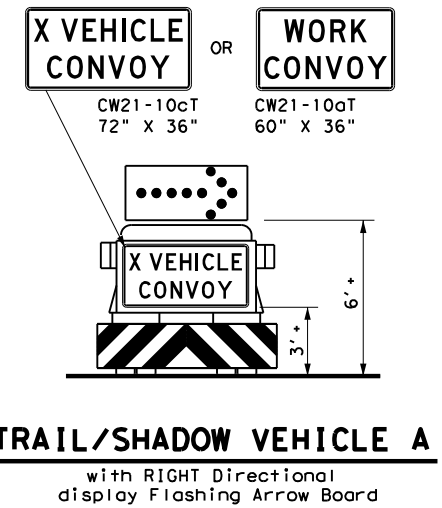 X VEHICLE
CONVOY
OR
WORK
CONVOY
CW21-10cT
72" X 36"
CW21-10aT
60" X 36"
X VEHICLE
CONVOY
6' +
3' +
TRAIL/SHADOW VEHICLE A
with RIGHT Directional
display Flashing Arrow Board